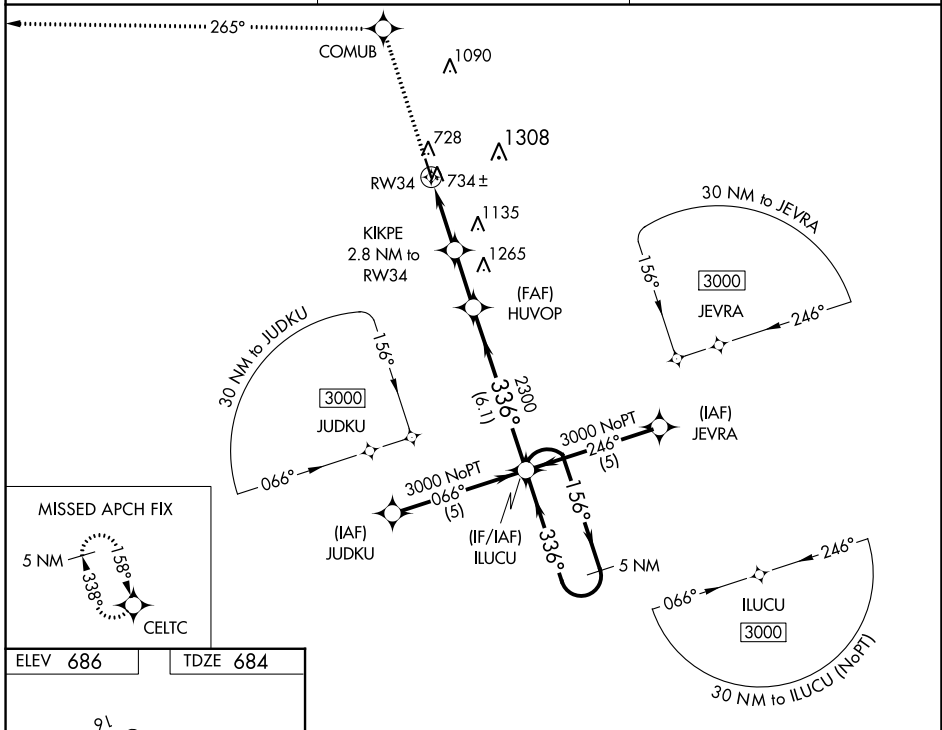 265°
COMUB
1090
728
1308
RW34
734 ±
1135
KIKPE
2.8 NM to
RW34
1265
(FAF)
HUVOP
30 NM to JEVRA
156°
3000
JEVRA
246°
30 NM to JUDKU
156°
3000
JUDKU
066°
2300
336°
(6.1)
(IAF)
JEVRA
3000 NoPT
246°
(5)
3000 NoPT
066°
(5)
(IAF)
JUDKU
(IF/IAF)
ILUCU
156°
336°
5 NM
246°
066°
ILUCU
3000
30 NM to ILUCU (NoPT)
MISSED APCH FIX
5 NM
158°
338°
CELTC
ELEV 686
TDZE 684
16